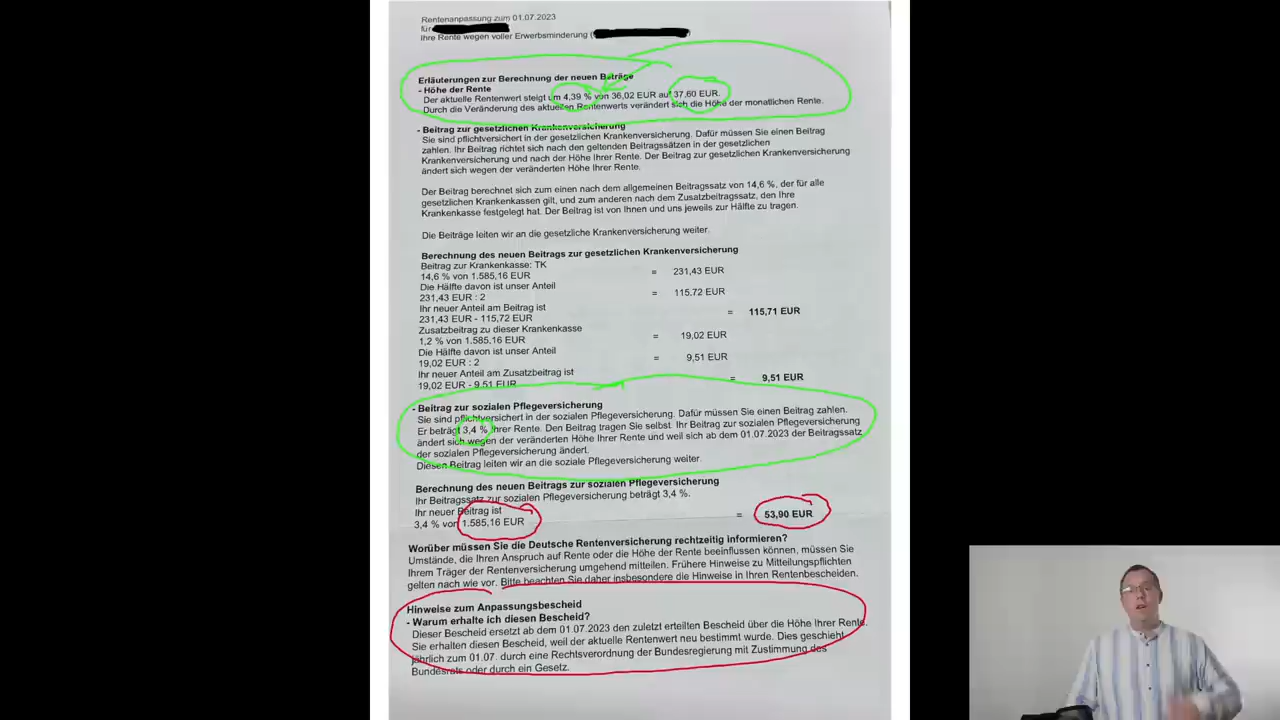 Rentenanpassung zum 01.07.2023
für
Ihre Rente wegen voller Erwerbsminderung (
)
Erläuterungen zur Berechnung der neuen Beträge
- Höhe der Rente
Der aktuelle Rentenwert steigt um 4,39 % von 36,02 EUR auf 37,60 EUR.
Durch die Veränderung des aktuellen Rentenwerts verändert sich die Höhe der monatlichen Rente.
- Beitrag zur gesetzlichen Krankenversicherung
Sie sind pflichtversichert in der gesetzlichen Krankenversicherung. Dafür müssen Sie einen Beitrag
zahlen. Ihr Beitrag richtet sich nach den geltenden Beitragssätzen in der gesetzlichen
Krankenversicherung und nach der Höhe Ihrer Rente. Der Beitrag zur gesetzlichen Krankenversicherung
ändert sich wegen der veränderten Höhe Ihrer Rente.
Der Beitrag berechnet sich zum einen nach dem allgemeinen Beitragssatz von 14,6 %, der für alle
gesetzlichen Krankenkassen gilt, und zum anderen nach dem Zusatzbeitragssatz, den Ihre
Krankenkasse festgelegt hat. Der Beitrag ist von Ihnen und uns jeweils zur Hälfte zu tragen.
Die Beiträge leiten wir an die gesetzliche Krankenversicherung weiter.
Berechnung des neuen Beitrags zur gesetzlichen Krankenversicherung
Beitrag zur Krankenkasse: TK
14,6 % von 1.585,16 EUR = 231,43 EUR
Die Hälfte davon ist unser Anteil
231,43 EUR : 2 = 115,72 EUR
Ihr neuer Anteil am Beitrag ist
231,43 EUR - 115,72 EUR = 115,71 EUR
Zusatzbeitrag zu dieser Krankenkasse
1,2 % von 1.585,16 EUR = 19,02 EUR
Die Hälfte davon ist unser Anteil
19,02 EUR : 2 = 9,51 EUR
Ihr neuer Anteil am Zusatzbeitrag ist
19,02 EUR - 9,51 EUR = 9,51 EUR
- Beitrag zur sozialen Pflegeversicherung
Sie sind pflichtversichert in der sozialen Pflegeversicherung. Dafür müssen Sie einen Beitrag zahlen.
Er beträgt 3,4 % Ihrer Rente. Den Beitrag tragen Sie selbst. Ihr Beitrag zur sozialen Pflegeversicherung
ändert sich wegen der veränderten Höhe Ihrer Rente und weil sich ab dem 01.07.2023 der Beitragssatz
der sozialen Pflegeversicherung ändert.
Diesen Beitrag leiten wir an die soziale Pflegeversicherung weiter.
Berechnung des neuen Beitrags zur sozialen Pflegeversicherung
Ihr Beitragssatz zur sozialen Pflegeversicherung beträgt 3,4 %.
Ihr neuer Beitrag ist
3,4 % von 1.585,16 EUR = 53,90 EUR
Worüber müssen Sie die Deutsche Rentenversicherung rechtzeitig informieren?
Umstände, die Ihren Anspruch auf Rente oder die Höhe der Rente beeinflussen können, müssen Sie
Ihrem Träger der Rentenversicherung umgehend mitteilen. Frühere Hinweise zu Mitteilungspflichten
gelten nach wie vor. Bitte beachten Sie daher insbesondere die Hinweise in Ihren Rentenbescheiden.
Hinweise zum Anpassungsbescheid
- Warum erhalte ich diesen Bescheid?
Dieser Bescheid ersetzt ab dem 01.07.2023 den zuletzt erteilten Bescheid über die Höhe Ihrer Rente.
Sie erhalten diesen Bescheid, weil der aktuelle Rentenwert neu bestimmt wurde. Dies geschieht
jährlich zum 01.07. durch eine Rechtsverordnung der Bundesregierung mit Zustimmung des
Bundesrats oder durch ein Gesetz.